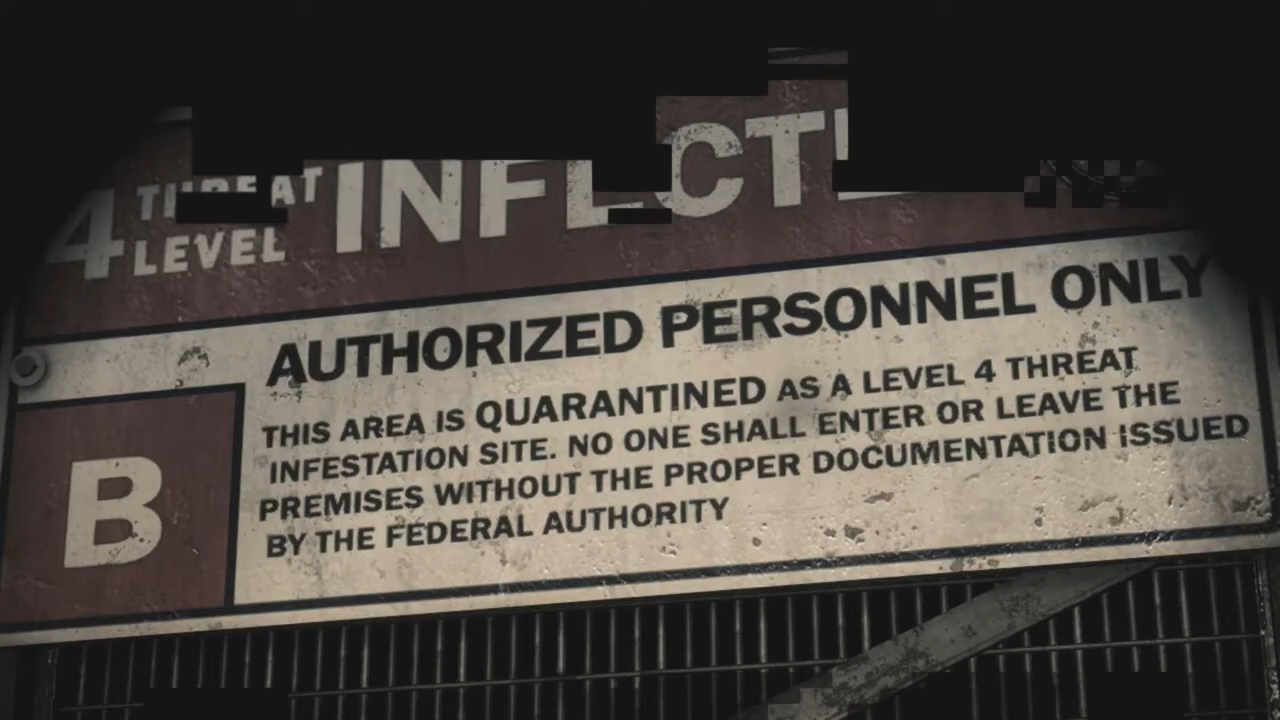 4 THREAT
LEVEL
AUTHORIZED PERSONNEL ONLY
B
THIS AREA IS QUARANTINED AS A LEVEL 4 THREAT
INFESTATION SITE. NO ONE SHALL ENTER OR LEAVE THE
PREMISES WITHOUT THE PROPER DOCUMENTATION ISSUED
BY THE FEDERAL AUTHORITY